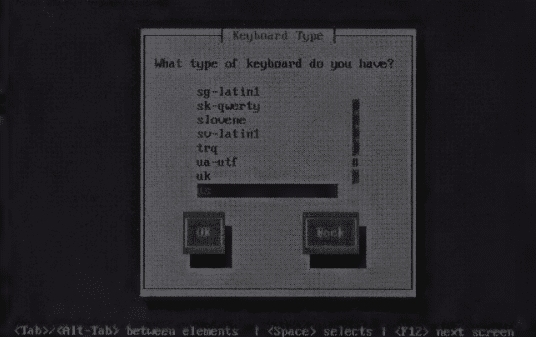 Keyboard Type
What type of keyboard do you have?
sg-latin1
sk-qwerty
slovene
sv-latin1
trq
ua-utf
uk
us
OK
Back
<Tab>/<Alt-Tab> between elements | <Space> selects | <F12> next screen